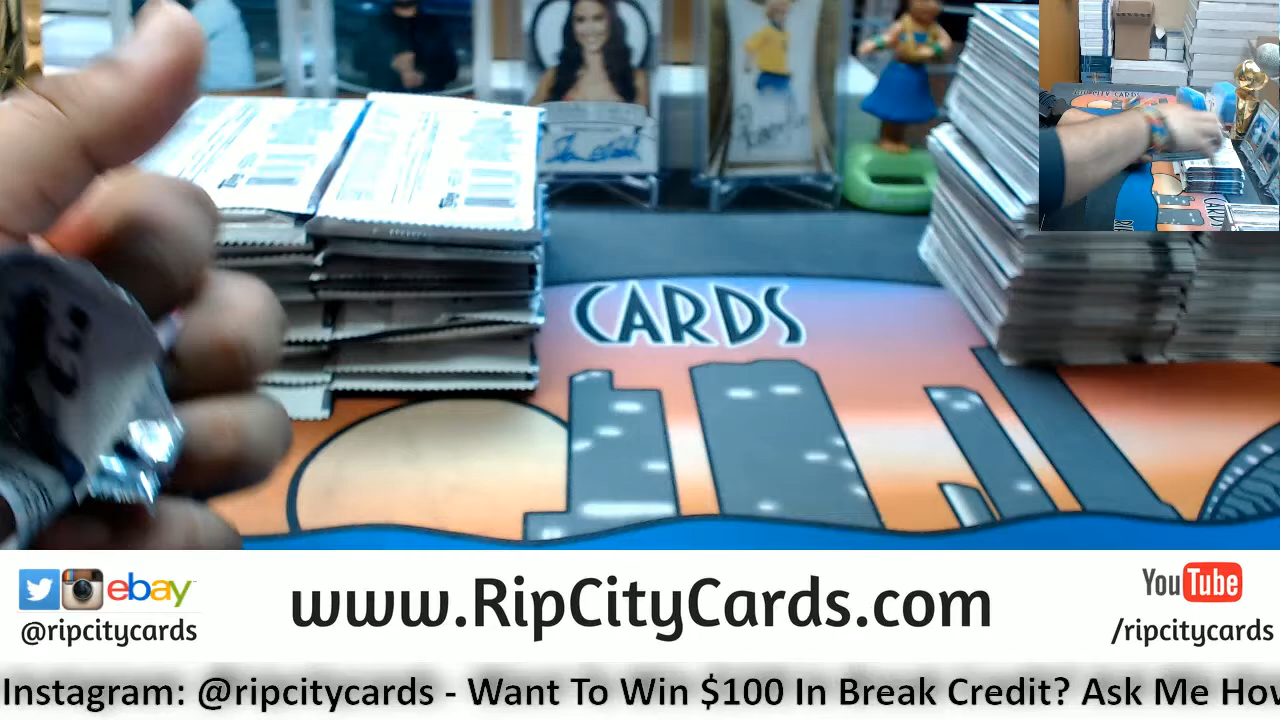 CARDS
ebay
@ripcitycards
www.RipCityCards.com
YouTube
/ripcitycards
Instagram: @ripcitycards - Want To Win $100 In Break Credit? Ask Me How